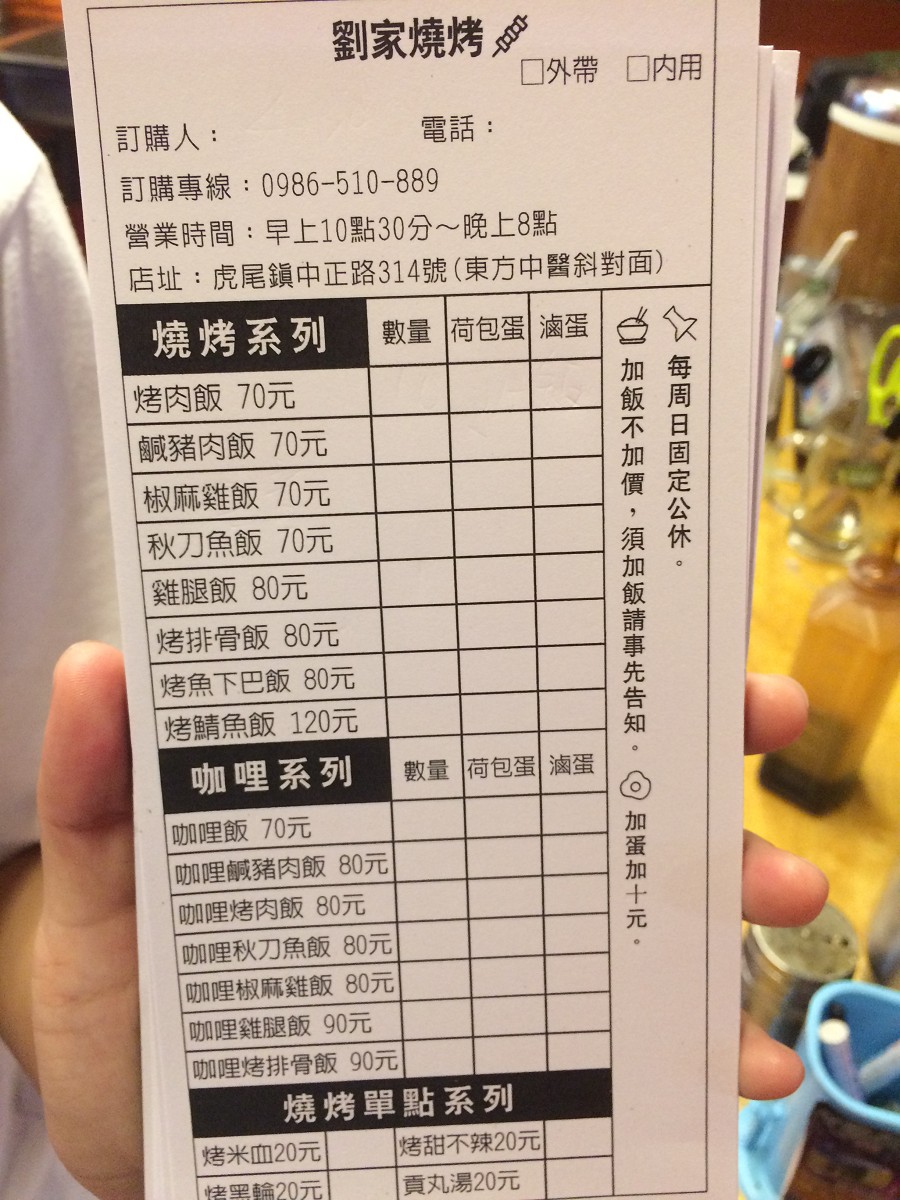 劉家燒烤
□外帶 □內用
訂購人： 電話：
訂購專線：0986-510-889
營業時間：早上10點30分～晚上8點
店址：虎尾鎮中正路314號(東方中醫斜對面)
燒烤系列 數量 荷包蛋 滷蛋
烤肉飯 70元
鹹豬肉飯 70元
椒麻雞飯 70元
秋刀魚飯 70元
雞腿飯 80元
烤排骨飯 80元
烤魚下巴飯 80元
烤鯖魚飯 120元
咖哩系列 數量 荷包蛋 滷蛋
咖哩飯 70元
咖哩鹹豬肉飯 80元
咖哩烤肉飯 80元
咖哩秋刀魚飯 80元
咖哩椒麻雞飯 80元
咖哩雞腿飯 90元
咖哩烤排骨飯 90元
燒烤單點系列
烤米血20元 烤甜不辣20元
烤黑輪20元 貢丸湯20元
每周日固定公休。
加飯不加價，須加飯請事先告知。 加蛋加十元。